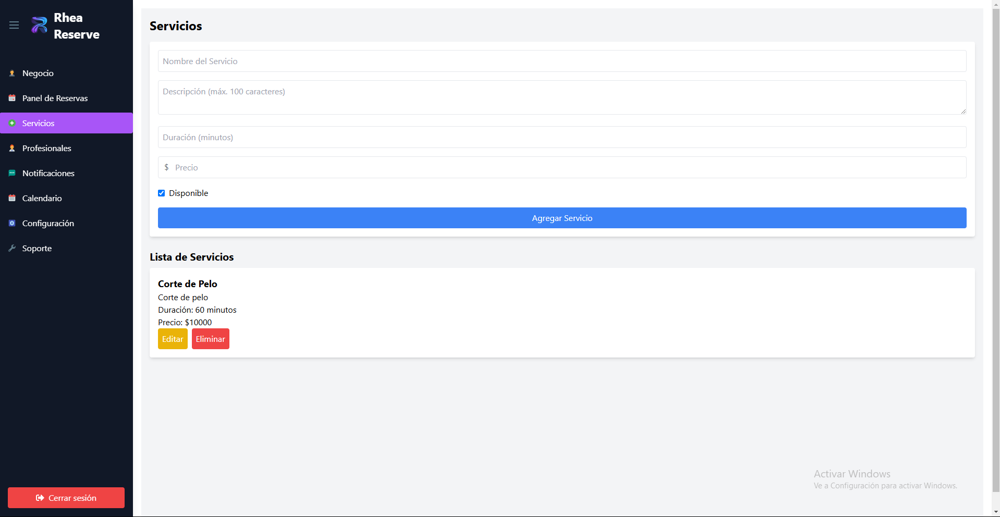 Rhea
Reserve
Negocio
Panel de Reservas
Servicios
Profesionales
Notificaciones
Calendario
Configuración
Soporte
Cerrar sesión
Servicios
Nombre del Servicio
Descripción (máx. 100 caracteres)
Duración (minutos)
$ Precio
Disponible
Agregar Servicio
Lista de Servicios
Corte de Pelo
Corte de pelo
Duración: 60 minutos
Precio: $10000
Editar Eliminar
Activar Windows
Ve a Configuración para activar Windows.